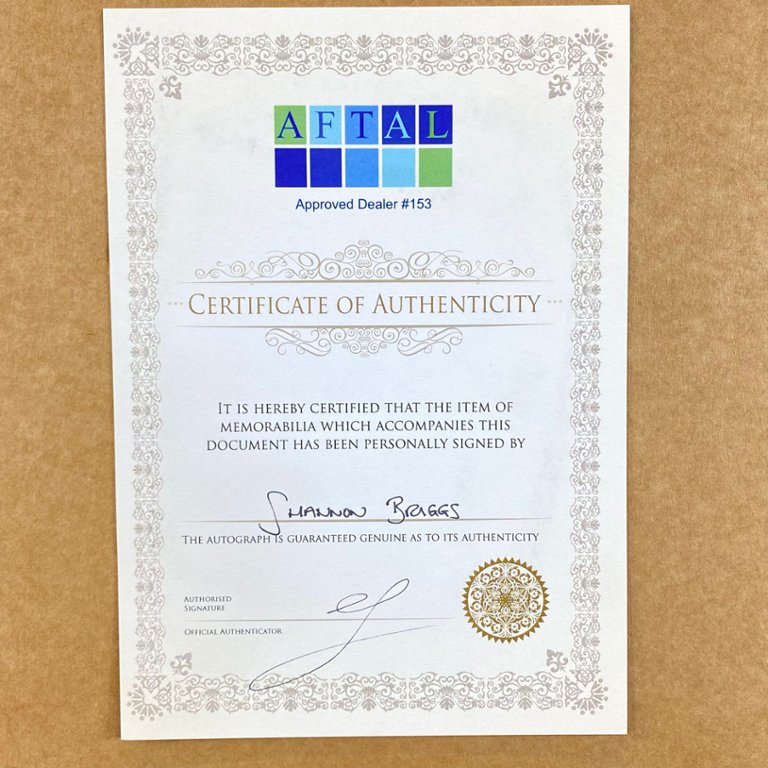 AFTAL
Approved Dealer #153
CERTIFICATE OF AUTHENTICITY
IT IS HEREBY CERTIFIED THAT THE ITEM OF
MEMORABILIA WHICH ACCOMPANIES THIS
DOCUMENT HAS BEEN PERSONALLY SIGNED BY
SHANNON BRIGGS
THE AUTOGRAPH IS GUARANTEED GENUINE AS TO ITS AUTHENTICITY
AUTHORISED
SIGNATURE
OFFICIAL AUTHENTICATOR